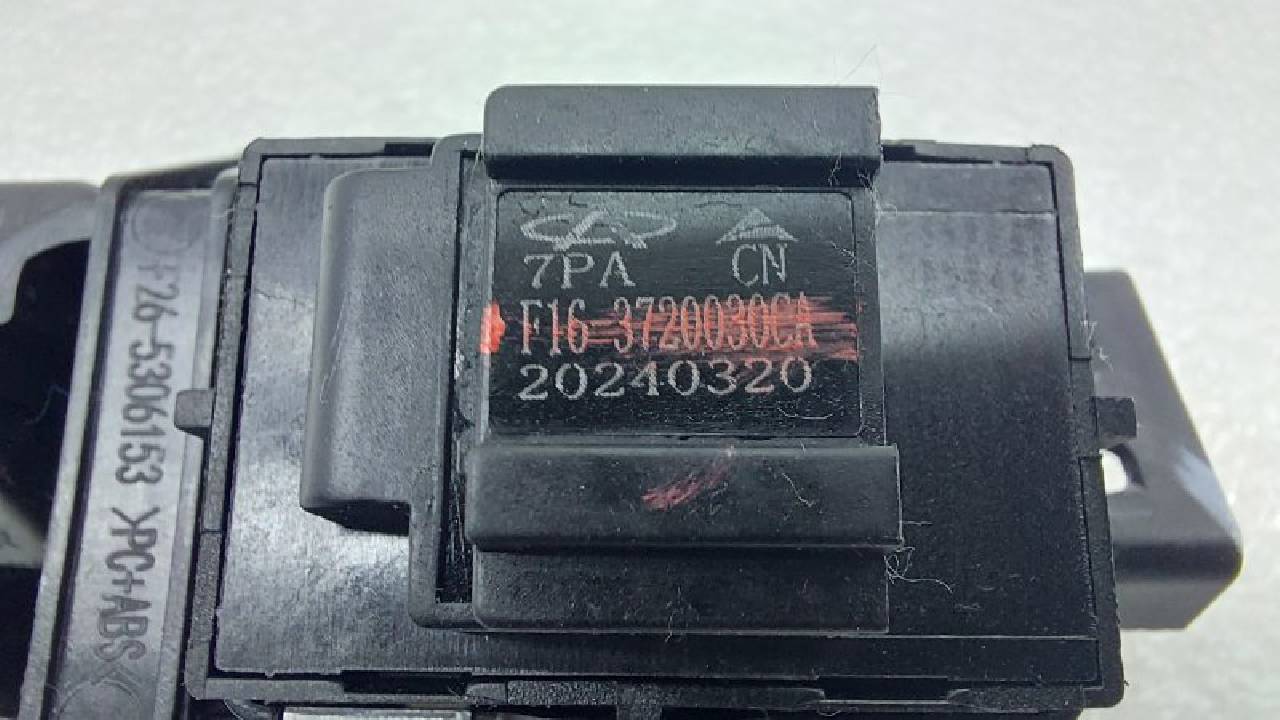 7PA CN
F16-3720030CA
20240320
F26-5306153 >PC+ABS<